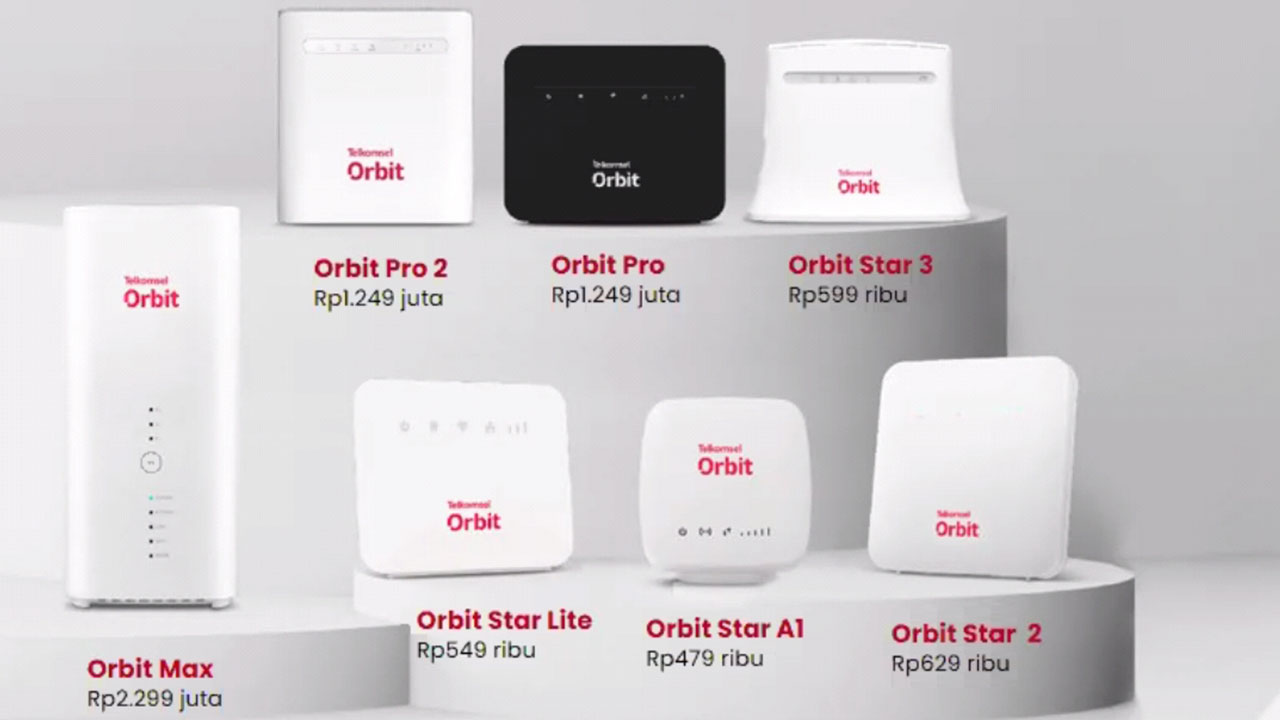 Telkomsel
Orbit
Telkomsel
Orbit
Telkomsel
Orbit
Orbit Pro 2
Rp1.249 juta
Orbit Pro
Rp1.249 juta
Orbit Star 3
Rp599 ribu
Telkomsel
Orbit
Telkomsel
Orbit
Telkomsel
Orbit
Telkomsel
Orbit
Orbit Star Lite
Rp549 ribu
Orbit Star A1
Rp479 ribu
Orbit Star 2
Rp629 ribu
Orbit Max
Rp2.299 juta